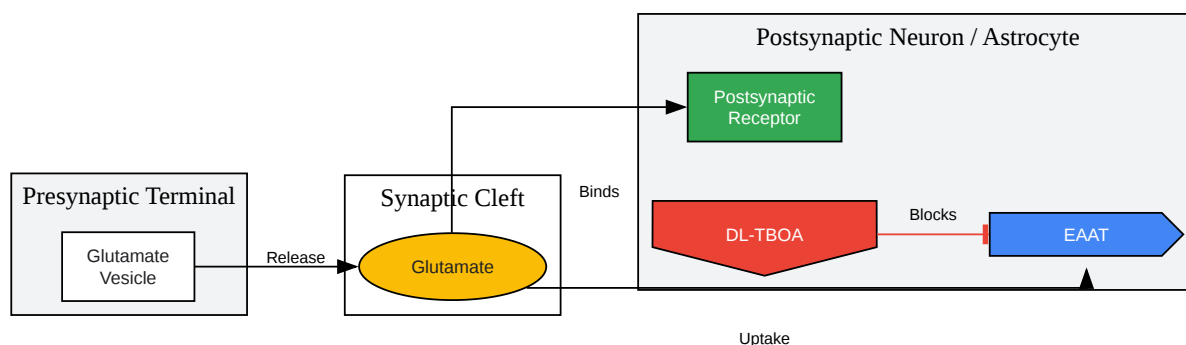 Postsynaptic Neuron / Astrocyte
Postsynaptic
Receptor
Presynaptic Terminal
Synaptic Cleft
Binds
Glutamate
Vesicle
Release
Glutamate
DL-TBOA
Blocks
EAAT
Uptake